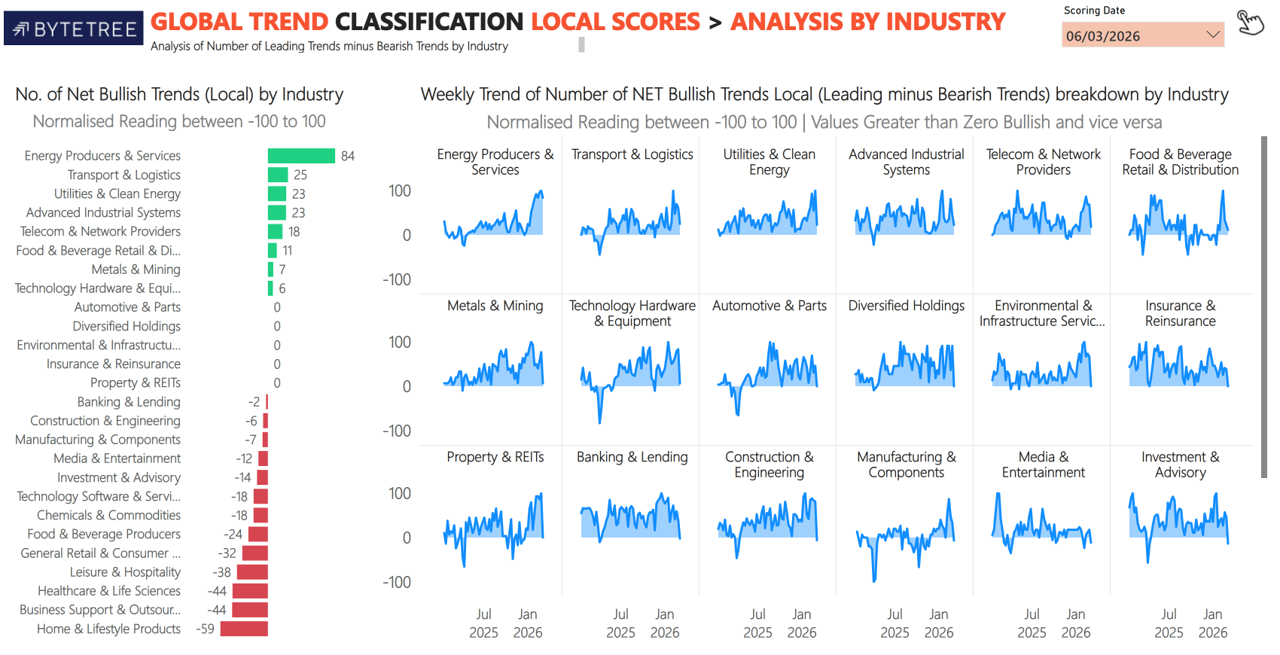 BYTETREE
GLOBAL TREND CLASSIFICATION LOCAL SCORES > ANALYSIS BY INDUSTRY
Analysis of Number of Leading Trends minus Bearish Trends by Industry
Scoring Date
06/03/2026
No. of Net Bullish Trends (Local) by Industry
Normalised Reading between -100 to 100
Energy Producers & Services 84
Transport & Logistics 25
Utilities & Clean Energy 23
Advanced Industrial Systems 23
Telecom & Network Providers 18
Food & Beverage Retail & Di... 11
Metals & Mining 7
Technology Hardware & Equi... 6
Automotive & Parts 0
Diversified Holdings 0
Environmental & Infrastructu... 0
Insurance & Reinsurance 0
Property & REITs 0
Banking & Lending -2
Construction & Engineering -6
Manufacturing & Components -7
Media & Entertainment -12
Investment & Advisory -14
Technology Software & Servi... -18
Chemicals & Commodities -18
Food & Beverage Producers -24
General Retail & Consumer ... -32
Leisure & Hospitality -38
Healthcare & Life Sciences -44
Business Support & Outsour... -44
Home & Lifestyle Products -59
Weekly Trend of Number of NET Bullish Trends Local (Leading minus Bearish Trends) breakdown by Industry
Normalised Reading between -100 to 100 | Values Greater than Zero Bullish and vice versa
Energy Producers &
Services
Transport & Logistics
Utilities & Clean
Energy
Advanced Industrial
Systems
Telecom & Network
Providers
Food & Beverage
Retail & Distribution
100
0
-100
Metals & Mining
Technology Hardware
& Equipment
Automotive & Parts
Diversified Holdings
Environmental &
Infrastructure Servic...
Insurance &
Reinsurance
100
0
-100
Property & REITs
Banking & Lending
Construction &
Engineering
Manufacturing &
Components
Media &
Entertainment
Investment &
Advisory
100
0
-100
Jul Jan Jul Jan Jul Jan Jul Jan Jul Jan Jul Jan
2025 2026 2025 2026 2025 2026 2025 2026 2025 2026 2025 2026